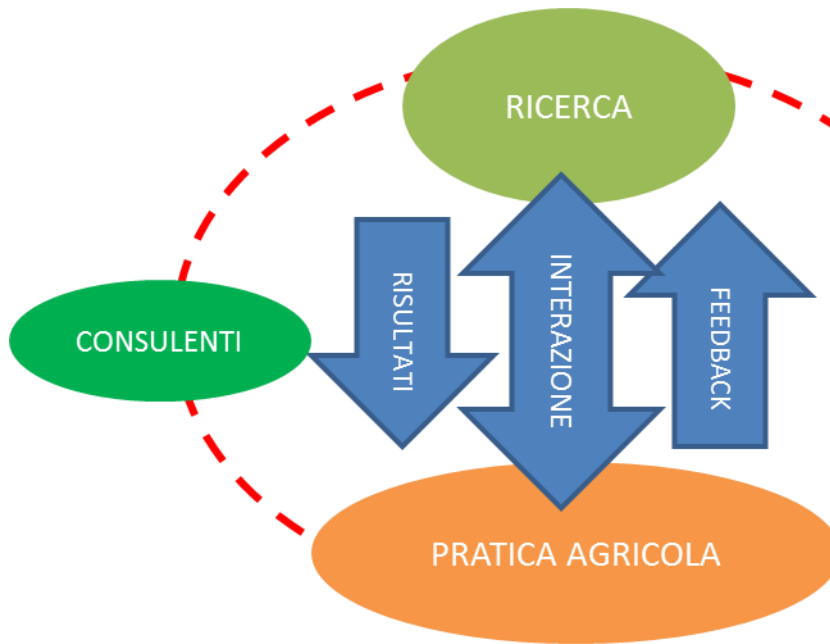 RICERCA
CONSULENTI
RISULTATI
INTERAZIONE
FEEDBACK
PRATICA AGRICOLA